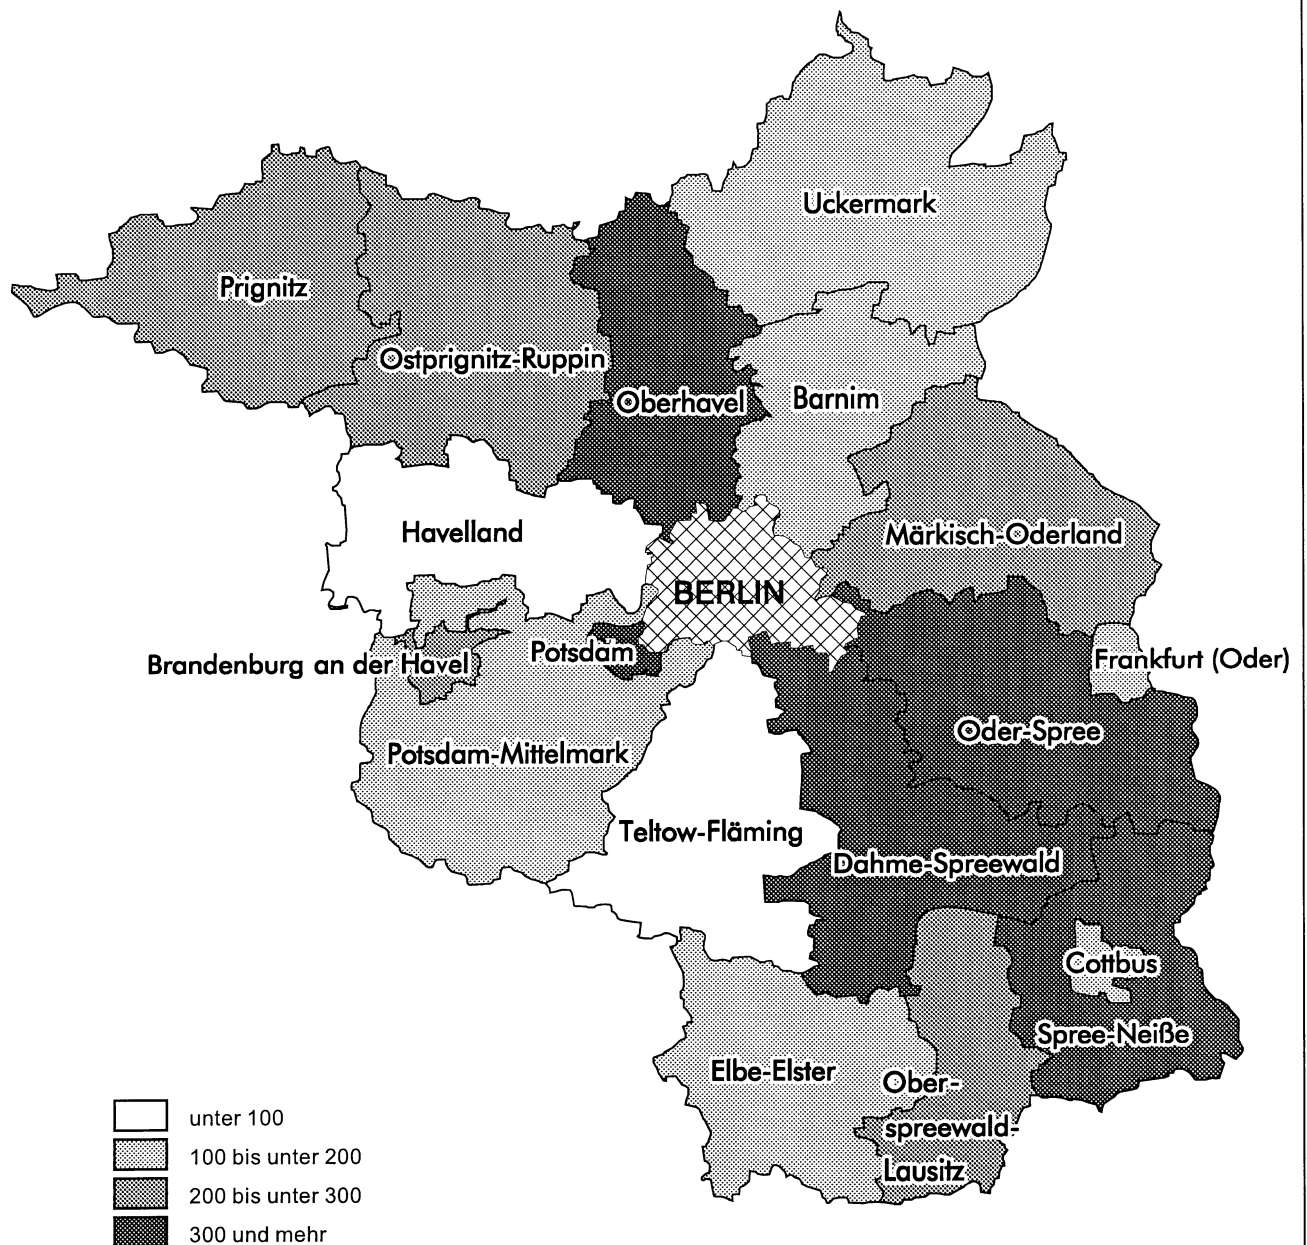 Uckermark
Prignitz
Ostprignitz-Ruppin
Oberhavel
Barnim
Havelland
Märkisch-Oderland
BERLIN
Brandenburg an der Havel
Potsdam
Frankfurt (Oder)
Oder-Spree
Potsdam-Mittelmark
Teltow-Fläming
Dahme-Spreewald
Cottbus
Spree-Neiße
Elbe-Elster
Ober-
spreewald-
Lausitz
unter 100
100 bis unter 200
200 bis unter 300
300 und mehr